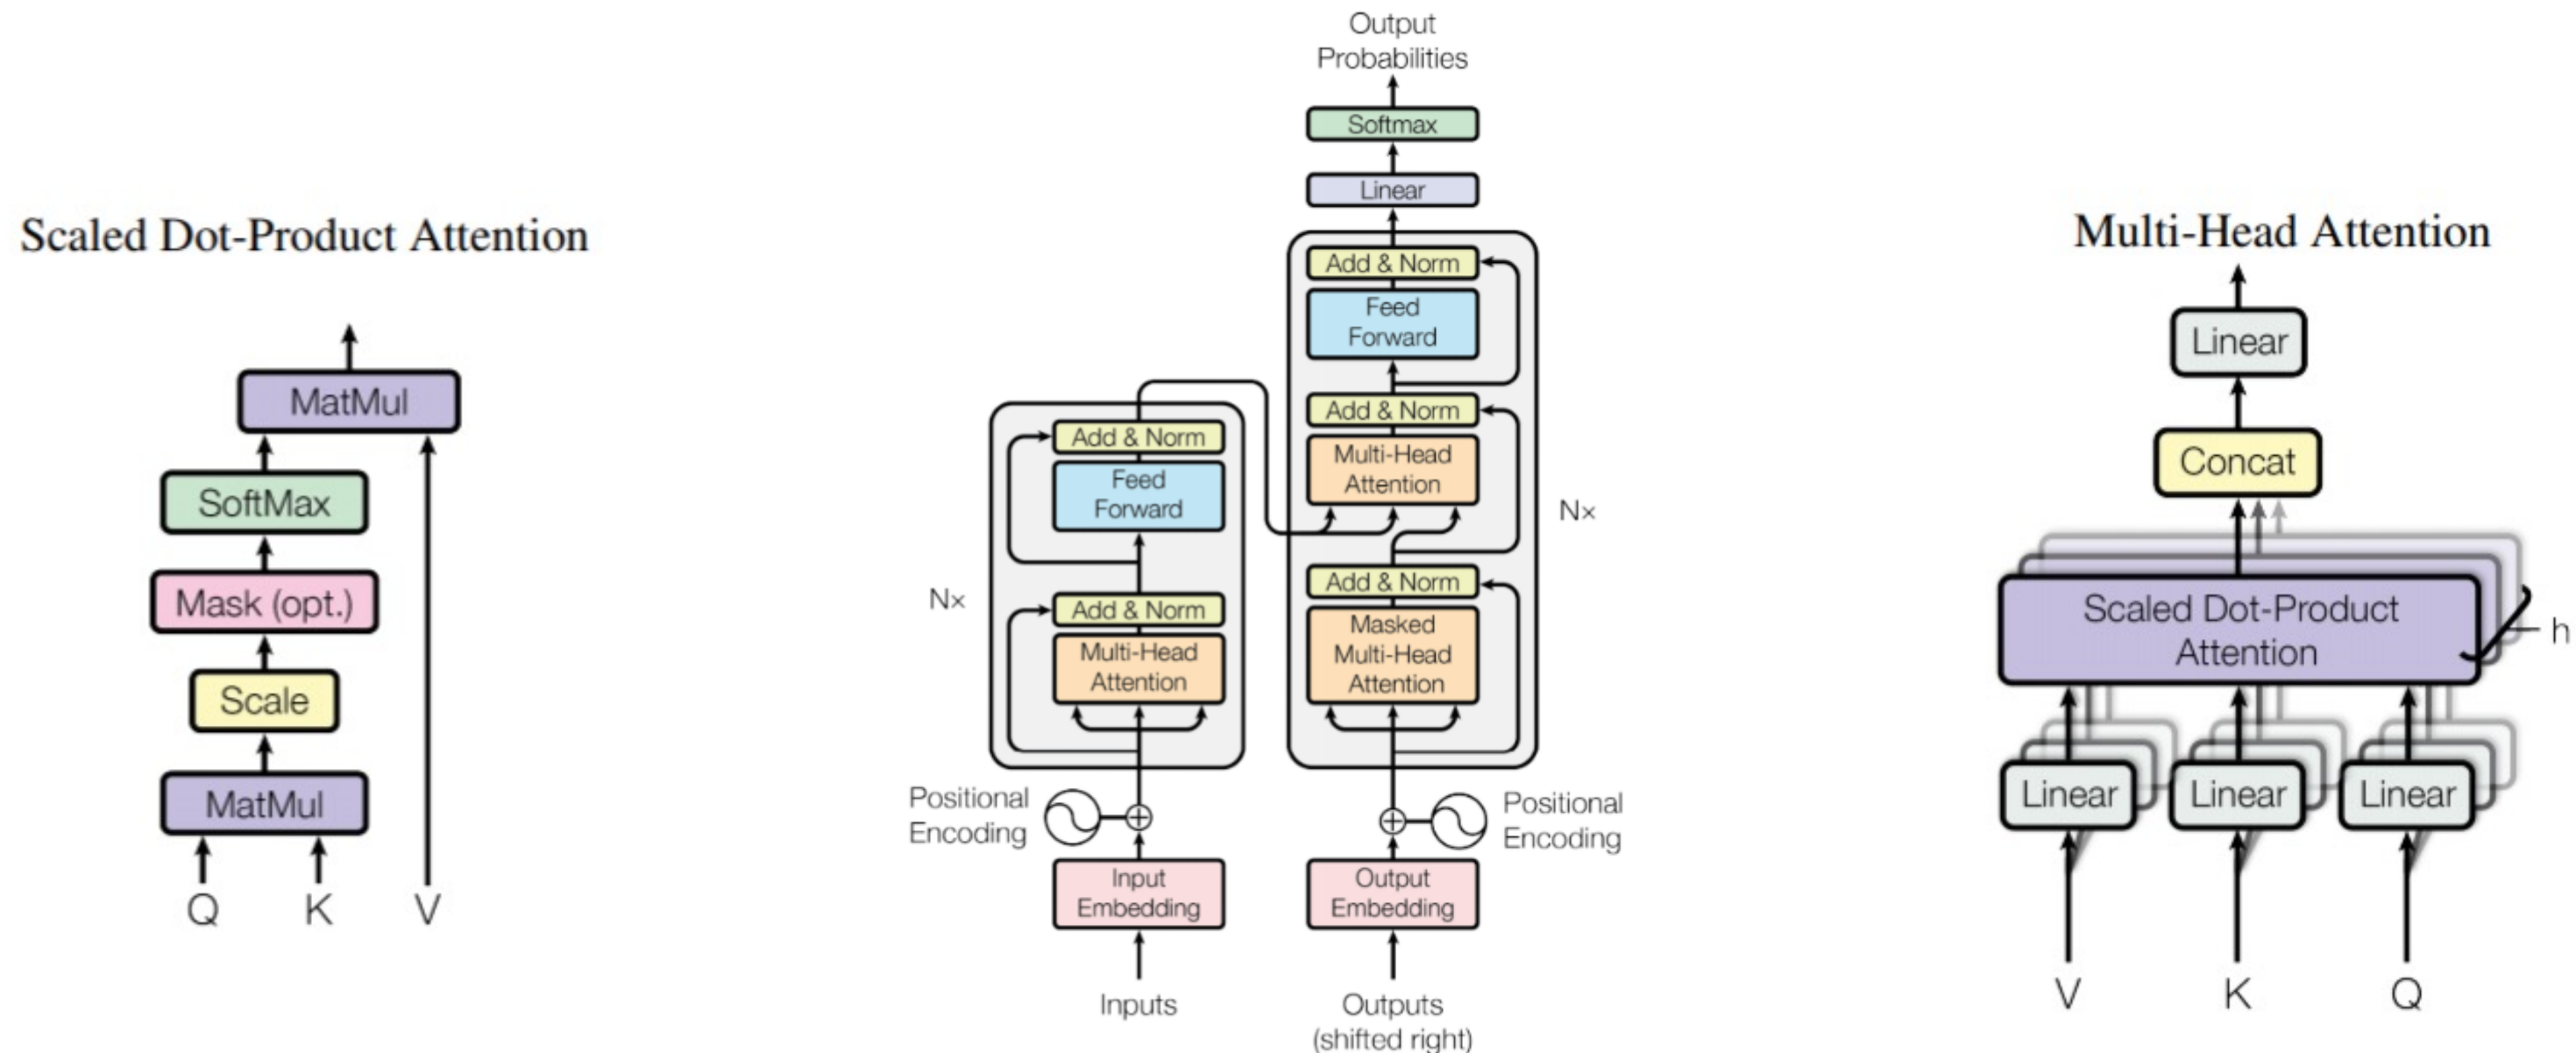 Scaled Dot-Product Attention
MatMul
SoftMax
Mask (opt.)
Scale
MatMul
Q K V
Output
Probabilities
Softmax
Linear
Add & Norm
Feed
Forward
Add & Norm
Multi-Head
Attention
Nx
Add & Norm
Masked
Multi-Head
Attention
Add & Norm
Feed
Forward
Nx
Add & Norm
Multi-Head
Attention
Positional
Encoding
Positional
Encoding
Input
Embedding
Output
Embedding
Inputs
Outputs
(shifted right)
Multi-Head Attention
Linear
Concat
Scaled Dot-Product
Attention
h
Linear Linear Linear
V K Q